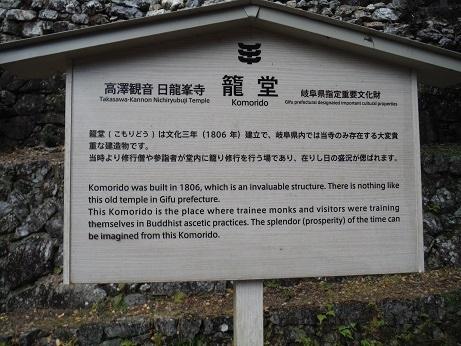 高澤観音 日龍峯寺
Takasawa-Kannon Nichiryubuji Temple
籠堂
Komorido
岐阜県指定重要文化財
Gifu prefectural designated important cultural properties
籠堂(こもりどう)は文化三年(1806年)建立で、岐阜県内では当寺のみ存在する大変貴
重な建造物です。
当時より修行僧や参詣者が堂内に籠り修行を行う場であり、在りし日の盛況が偲ばれます。
Komorido was built in 1806, which is an invaluable structure. There is nothing like
this old temple in Gifu prefecture.
This Komorido is the place where trainee monks and visitors were training
themselves in Buddhist ascetic practices. The splendor (prosperity) of the time can
be imagined from this Komorido.